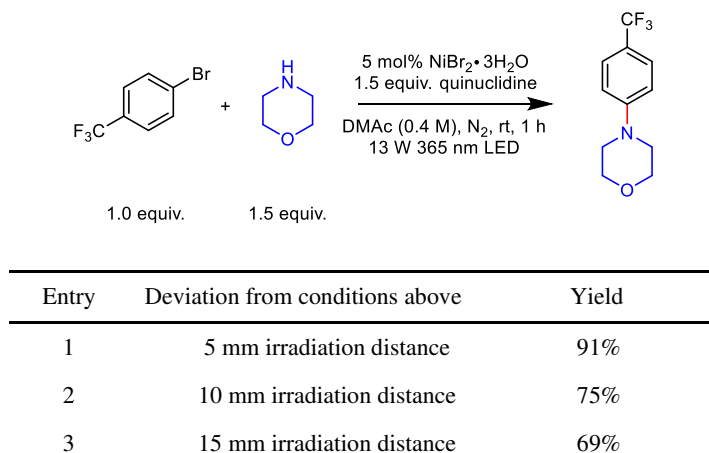 CF₃
Br
H
N
5 mol% NiBr₂•3H₂O
1.5 equiv. quinuclidine
+
F₃C
O
DMAc (0.4 M), N₂, rt, 1 h
13 W 365 nm LED
N
O
1.0 equiv. 1.5 equiv.
Entry Deviation from conditions above Yield
1 5 mm irradiation distance 91%
2 10 mm irradiation distance 75%
3 15 mm irradiation distance 69%